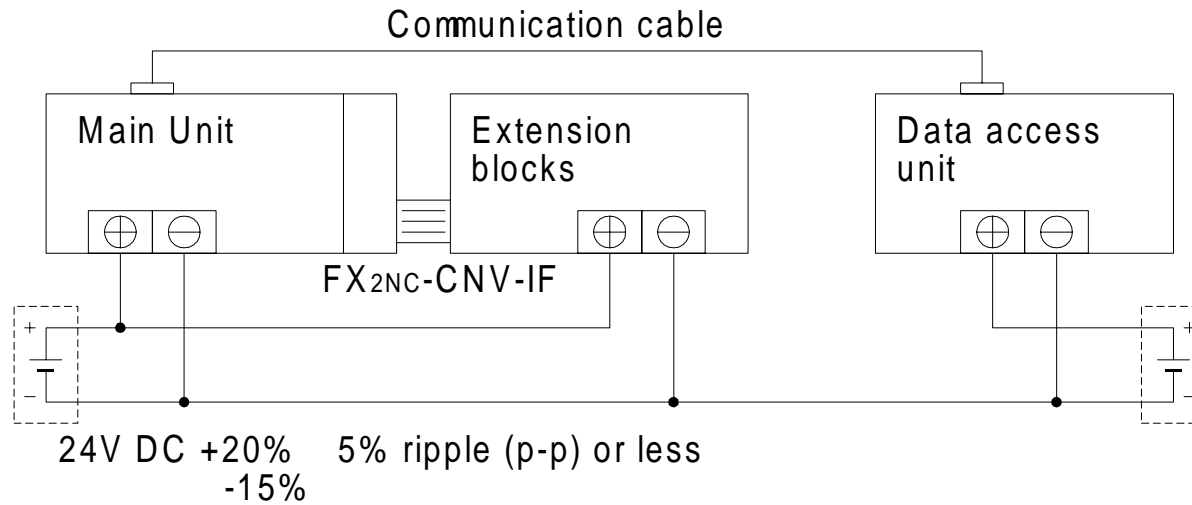 Communication cable
Main Unit
Extension
blocks
Data access
unit
FX2NC-CNV-IF
+
−
+
−
24V DC +20% 5% ripple (p-p) or less
-15%